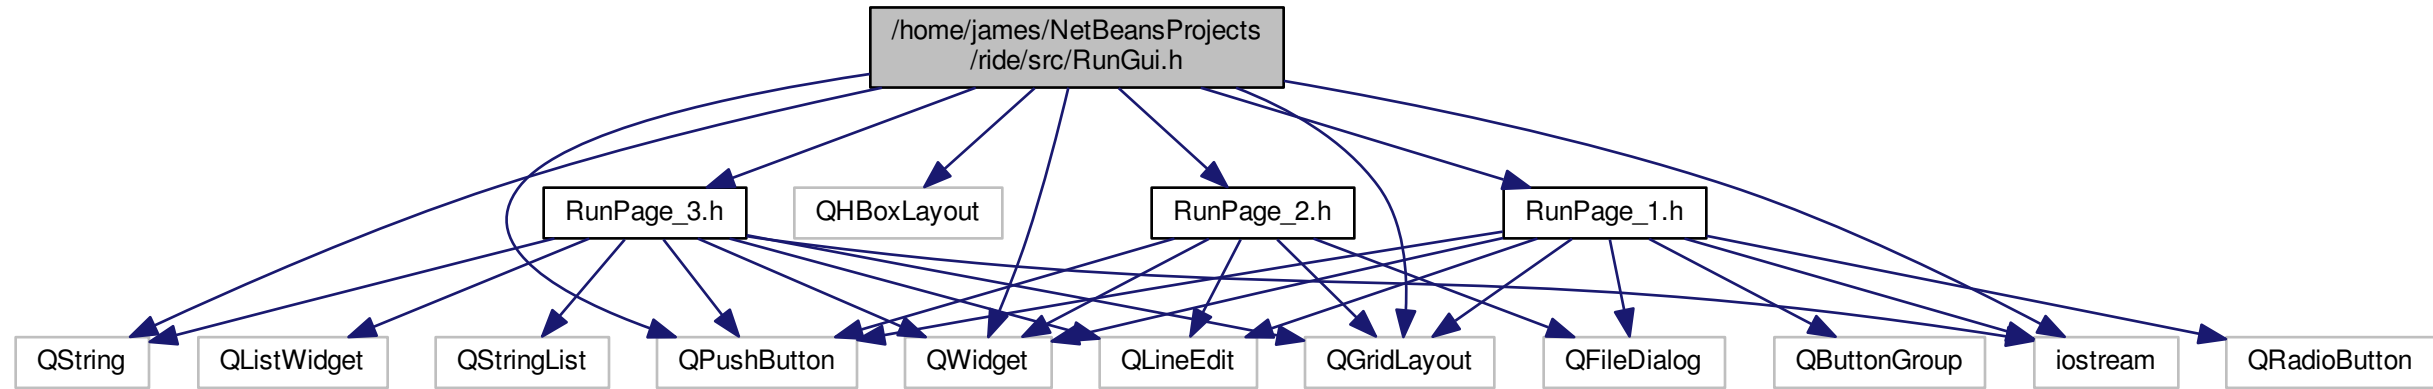 /home/james/NetBeansProjects
/ride/src/RunGui.h
RunPage_3.h
QHBoxLayout
RunPage_2.h
RunPage_1.h
QString
QListWidget
QStringList
QPushButton
QWidget
QLineEdit
QGridLayout
QFileDialog
QButtonGroup
iostream
QRadioButton